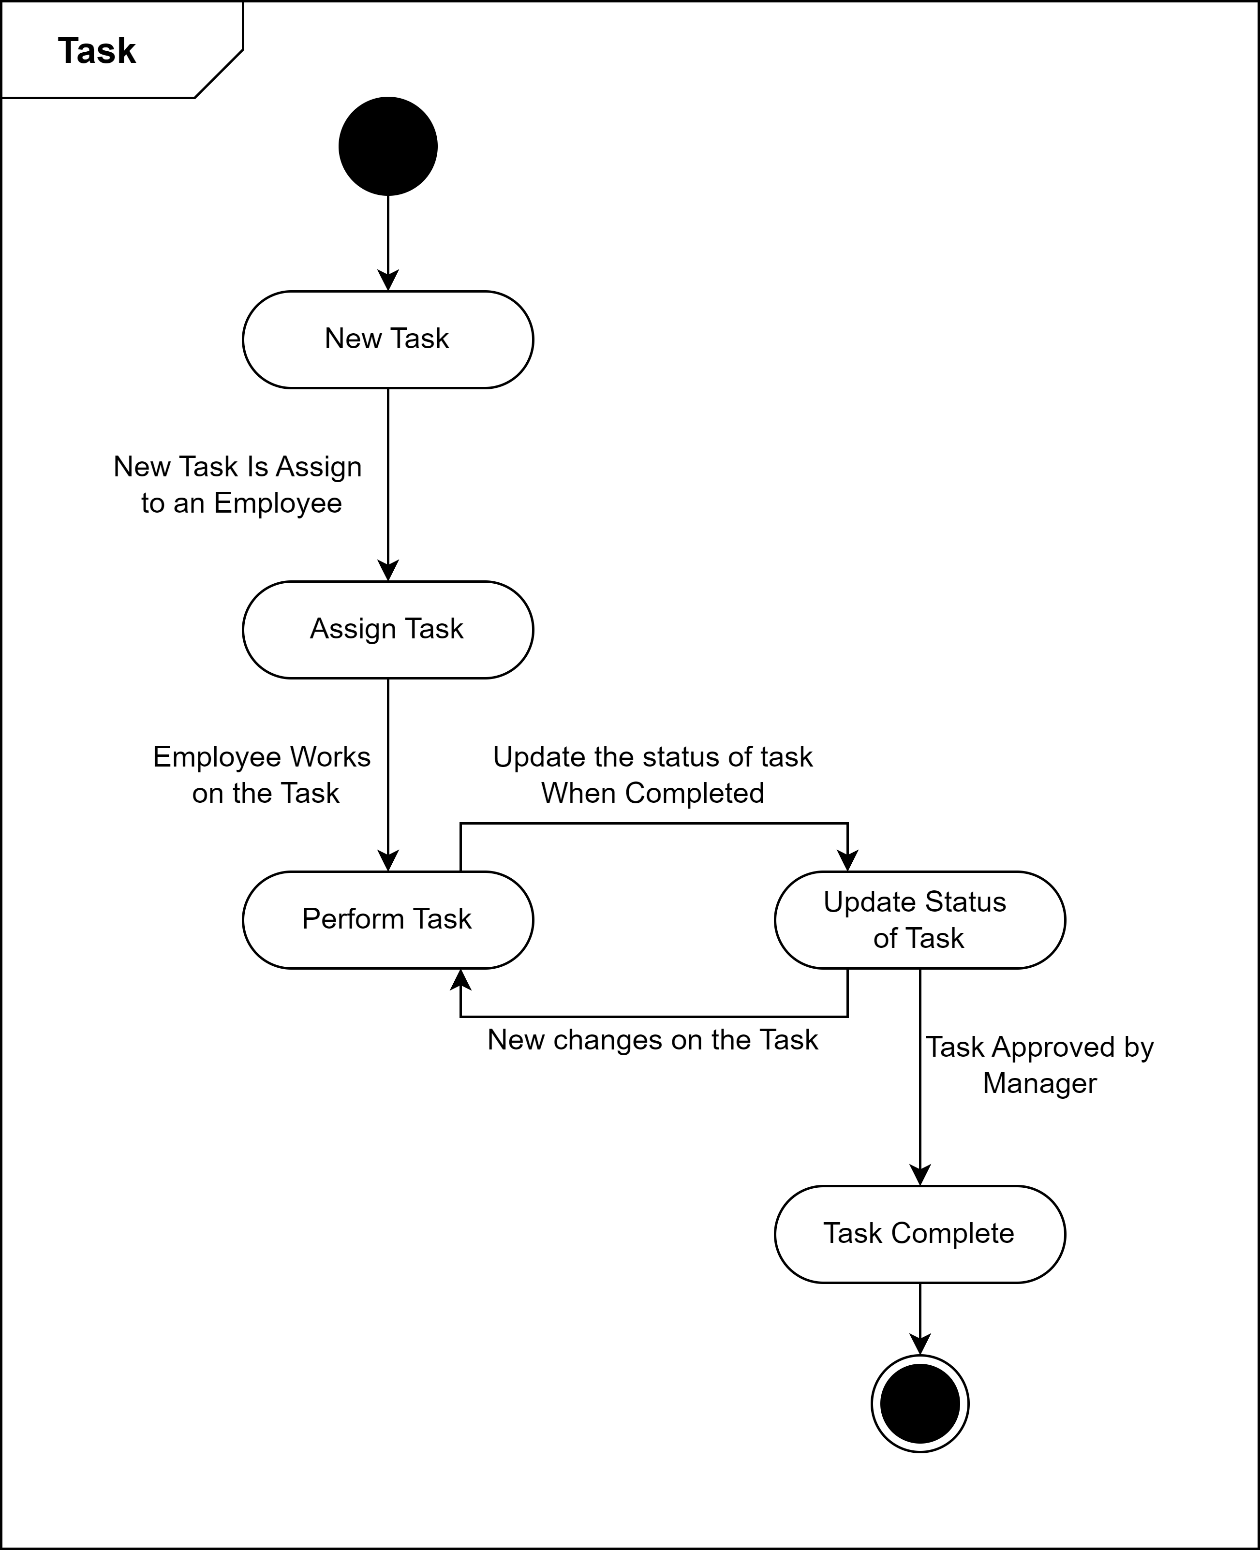 Task
New Task
New Task Is Assign
to an Employee
Assign Task
Employee Works
on the Task
Update the status of task
When Completed
Perform Task
Update Status
of Task
New changes on the Task
Task Approved by
Manager
Task Complete